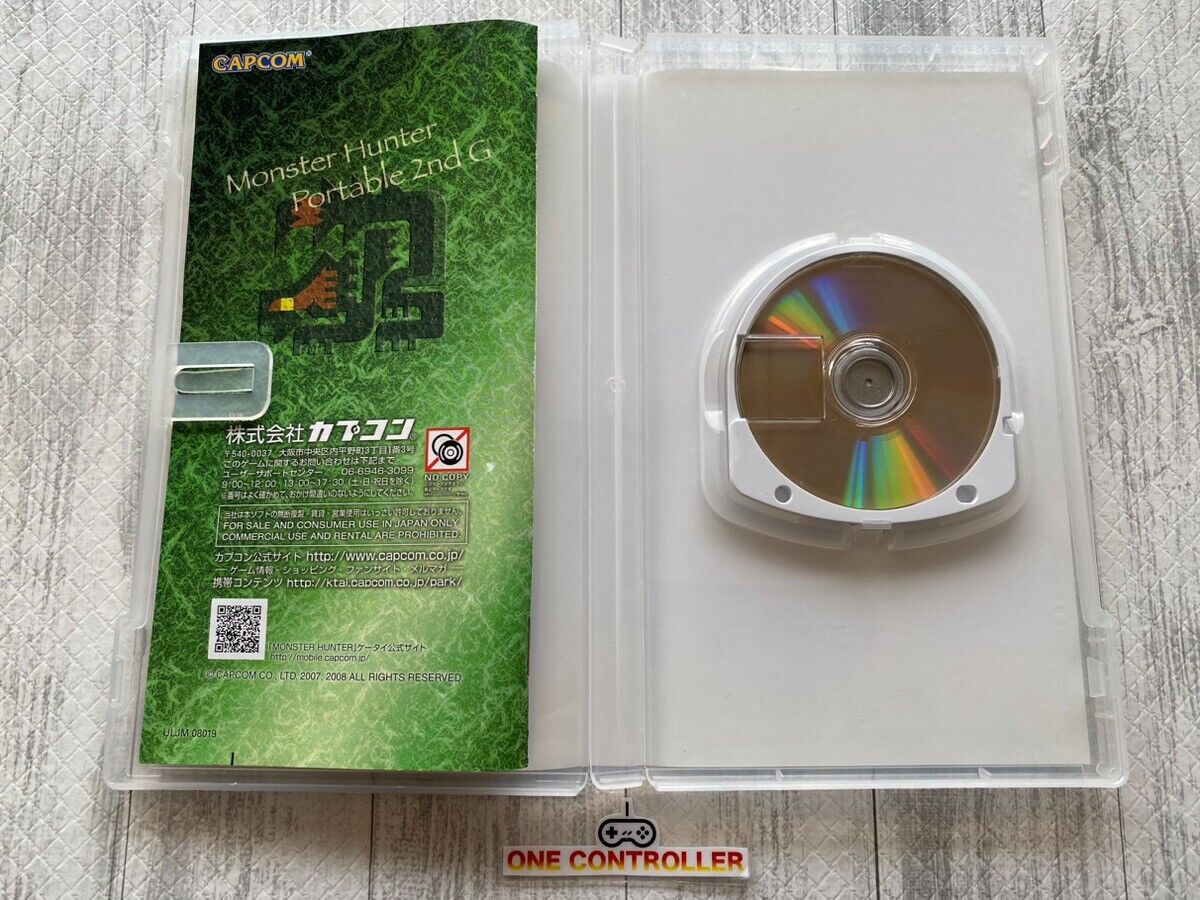 CAPCOM®
Monster Hunter
Portable 2nd G
株式会社 カプコン
〒540-0037 大阪市中央区内平野町3丁目1番3号
このゲームに関するお問い合わせは下記まで
ユーザーサポートセンター 06-6946-3099
9:00~12:00 13:00~17:30 (土・日・祝日を除く)
※番号はよく確かめて、おかけ間違いのないようにしてください
NO COPY
当社は本ソフトの無断複製・賃貸・営業使用はいっさい許可しておりません。
FOR SALE AND CONSUMER USE IN JAPAN ONLY.
COMMERCIAL USE AND RENTAL ARE PROHIBITED.
カプコン公式サイト http://www.capcom.co.jp/
ーゲーム情報・ショッピング・ファンサイト・メルマガー
携帯コンテンツ http://ktai.capcom.co.jp/park/
「MONSTER HUNTER」ケータイ公式サイト
http://mobile.capcom.jp/
©CAPCOM CO., LTD. 2007, 2008 ALL RIGHTS RESERVED.
ULJM 08019
ONE CONTROLLER